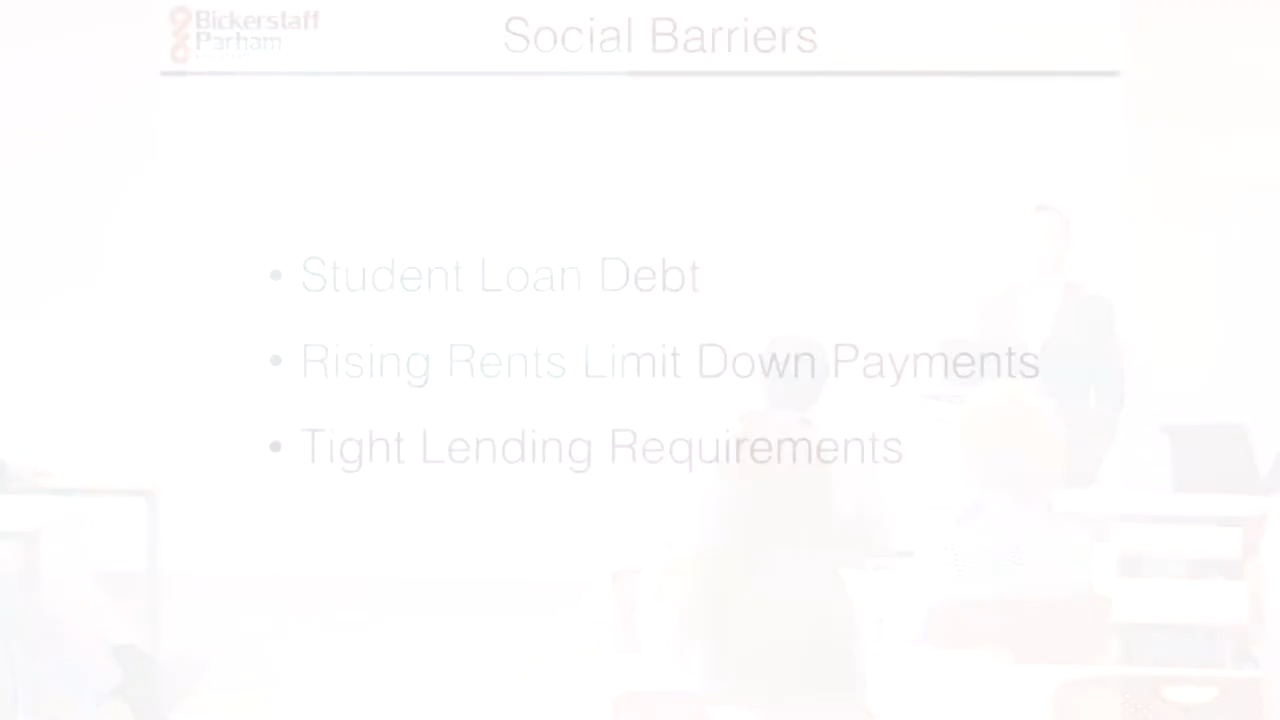 Bickerstaff
Parham
Social Barriers
• Student Loan Debt
• Rising Rents Limit Down Payments
• Tight Lending Requirements